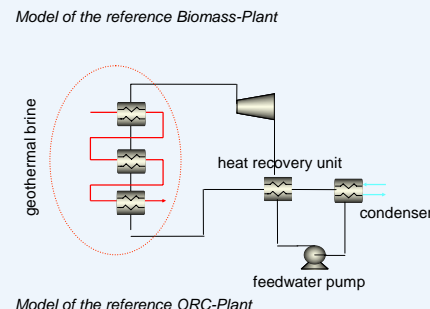 Model of the reference Biomass-Plant
geothermal brine
heat recovery unit
condenser
feedwater pump
Model of the reference ORC-Plant